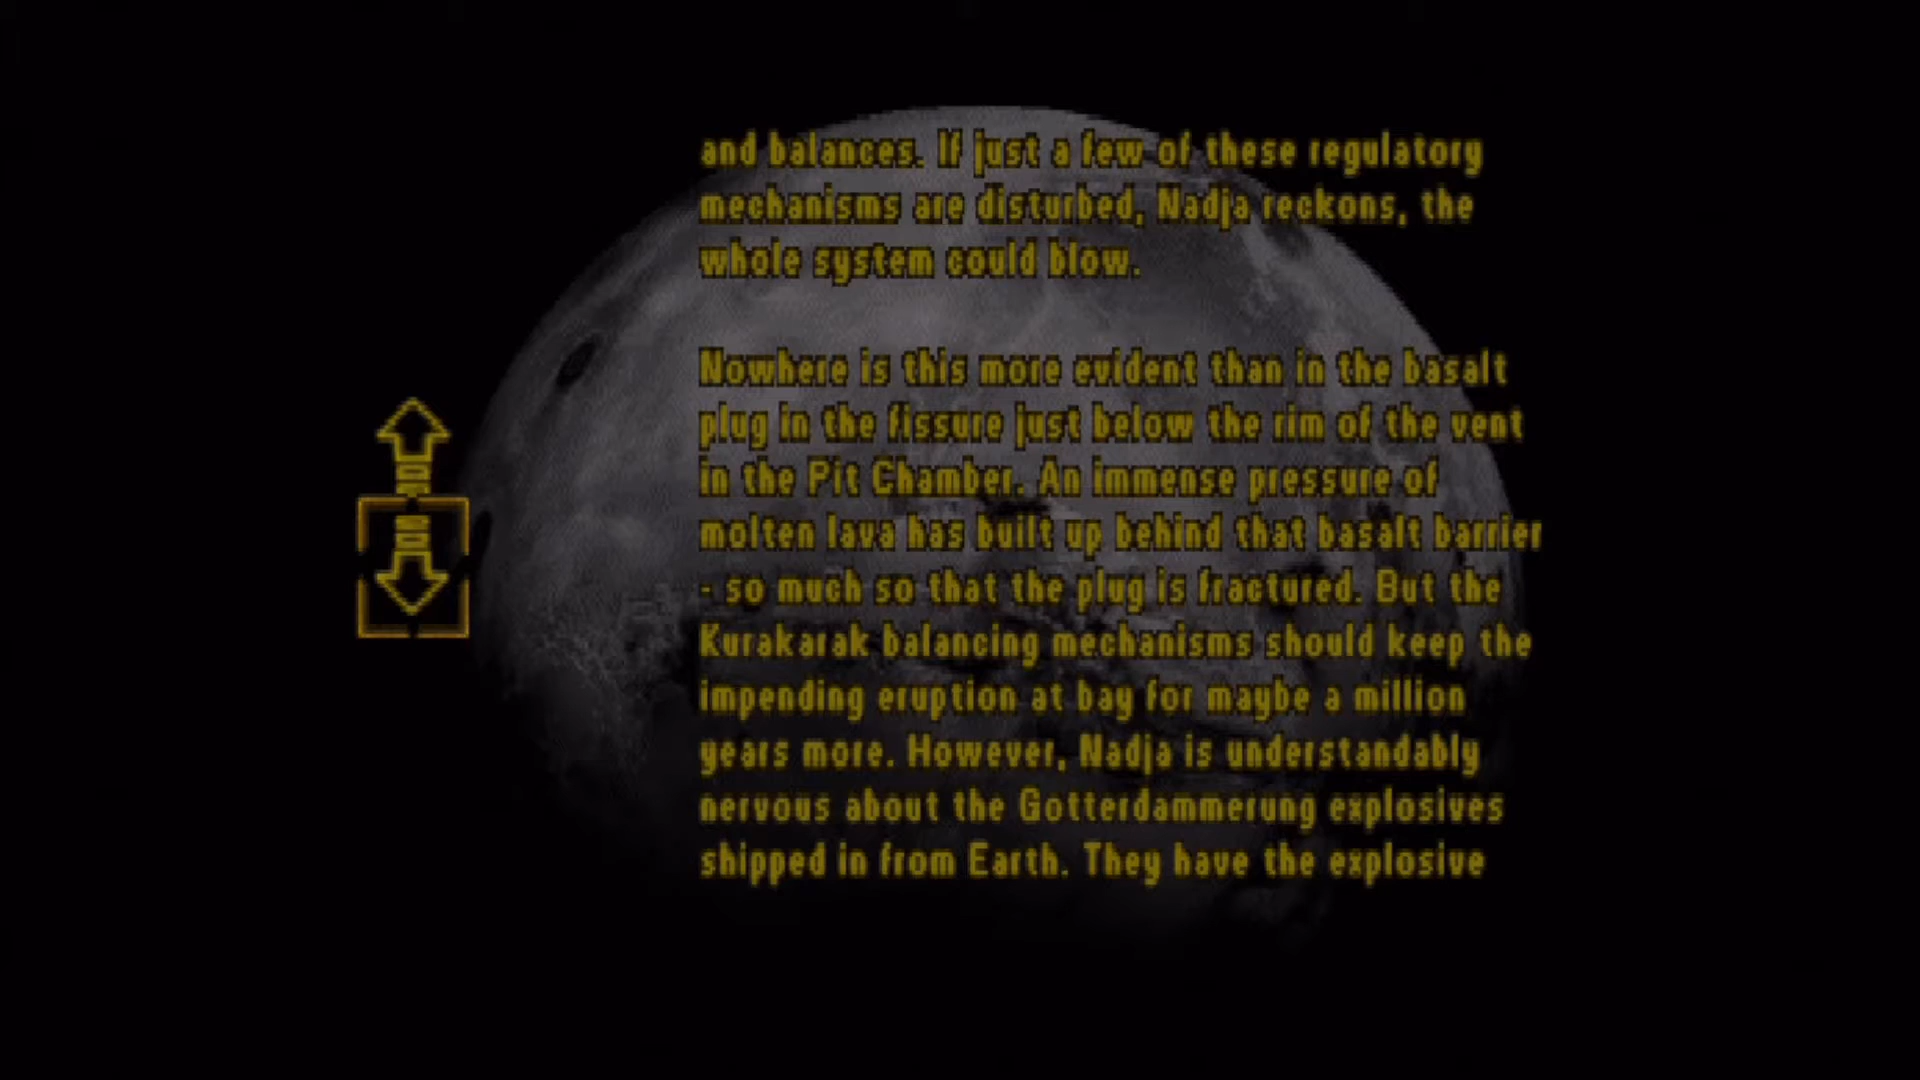 and balances. If just a few of these regulatory
mechanisms are disturbed, Nadja reckons, the
whole system could blow.
Nowhere is this more evident than in the basalt
plug in the fissure just below the rim of the vent
in the Pit Chamber. An immense pressure of
molten lava has built up behind that basalt barrier
- so much so that the plug is fractured. But the
Kurakarak balancing mechanisms should keep the
impending eruption at bay for maybe a million
years more. However, Nadja is understandably
nervous about the Gotterdammerung explosives
shipped in from Earth. They have the explosive